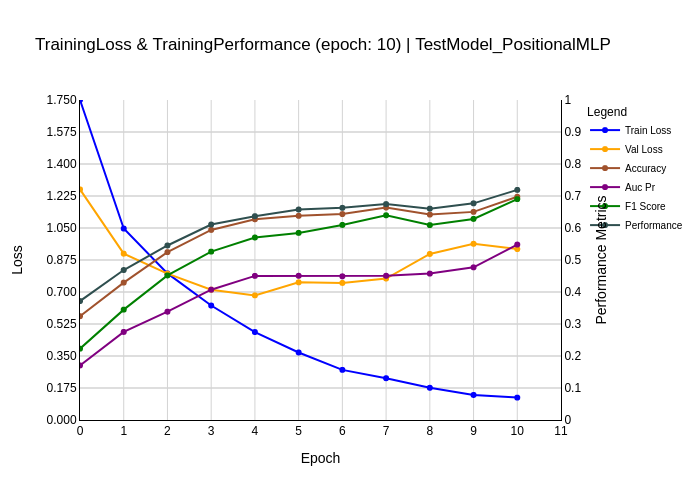 TrainingLoss & TrainingPerformance (epoch: 10) | TestModel_PositionalMLP
Legend
Train Loss
Val Loss
Accuracy
Auc Pr
F1 Score
Performance
Loss
1.750
1.575
1.400
1.225
1.050
0.875
0.700
0.525
0.350
0.175
0.000
1
0.9
0.8
0.7
0.6
0.5
0.4
0.3
0.2
0.1
0
Performance Metrics
0 1 2 3 4 5 6 7 8 9 10 11
Epoch